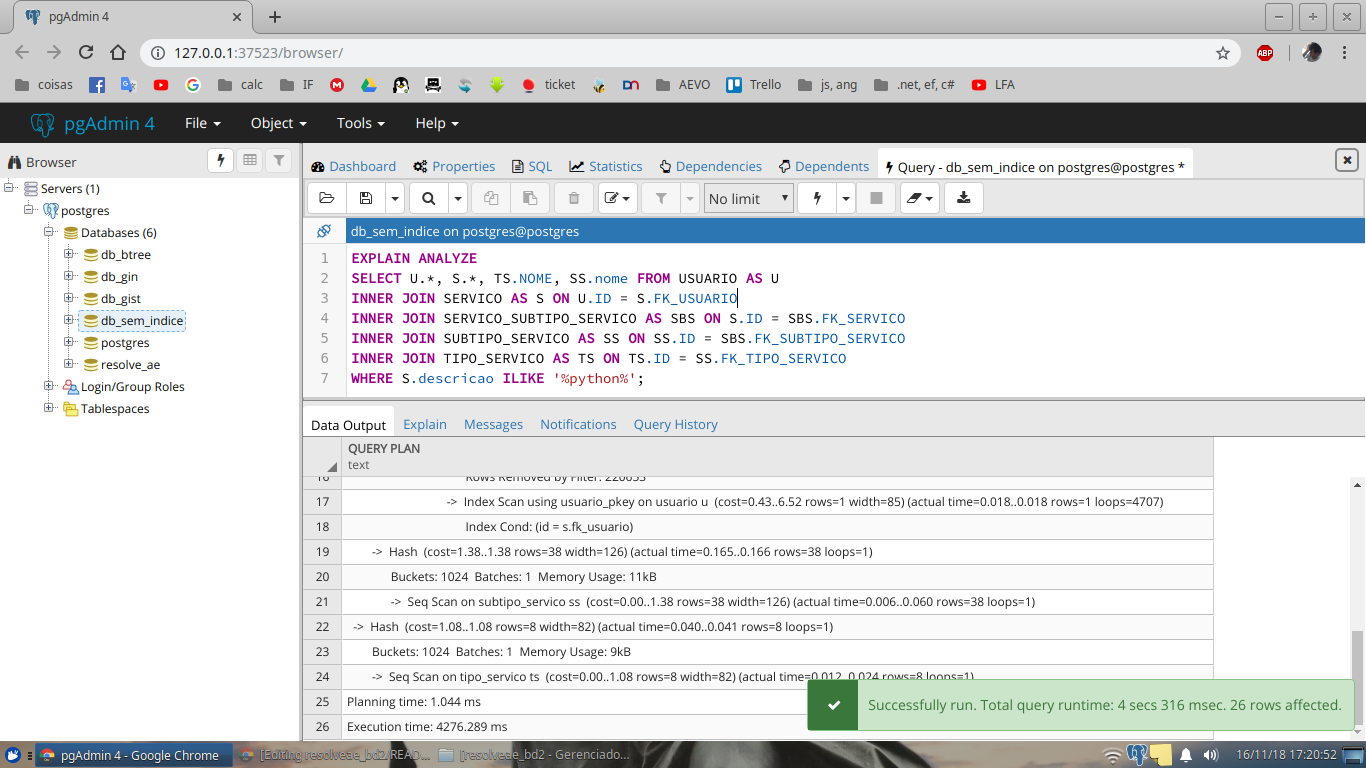 pgAdmin 4
127.0.0.1:37523/browser/
ABP
coisas
calc
IF
ticket
AEVO
Trello
js, ang
.net, ef, c#
LFA
pgAdmin 4 File Object Tools Help
Browser
Dashboard Properties SQL Statistics Dependencies Dependents Query - db_sem_indice on postgres@postgres *
Servers (1)
postgres
Databases (6)
db_btree
db_gin
db_gist
db_sem_indice
postgres
resolve_ae
Login/Group Roles
Tablespaces
No limit
db_sem_indice on postgres@postgres
1 EXPLAIN ANALYZE
2 SELECT U.*, S.*, TS.NOME, SS.nome FROM USUARIO AS U
3 INNER JOIN SERVICO AS S ON U.ID = S.FK_USUARIO
4 INNER JOIN SERVICO_SUBTIPO_SERVICO AS SBS ON S.ID = SBS.FK_SERVICO
5 INNER JOIN SUBTIPO_SERVICO AS SS ON SS.ID = SBS.FK_SUBTIPO_SERVICO
6 INNER JOIN TIPO_SERVICO AS TS ON TS.ID = SS.FK_TIPO_SERVICO
7 WHERE S.descricao ILIKE '%python%';
Data Output Explain Messages Notifications Query History
QUERY PLAN
text
16 Rows Removed by Filter: 220653
17 -> Index Scan using usuario_pkey on usuario u (cost=0.43..6.52 rows=1 width=85) (actual time=0.018..0.018 rows=1 loops=4707)
18 Index Cond: (id = s.fk_usuario)
19 -> Hash (cost=1.38..1.38 rows=38 width=126) (actual time=0.165..0.166 rows=38 loops=1)
20 Buckets: 1024 Batches: 1 Memory Usage: 11kB
21 -> Seq Scan on subtipo_servico ss (cost=0.00..1.38 rows=38 width=126) (actual time=0.006..0.060 rows=38 loops=1)
22 -> Hash (cost=1.08..1.08 rows=8 width=82) (actual time=0.040..0.041 rows=8 loops=1)
23 Buckets: 1024 Batches: 1 Memory Usage: 9kB
24 -> Seq Scan on tipo_servico ts (cost=0.00..1.08 rows=8 width=82) (actual time=0.012..0.024 rows=8 loops=1)
25 Planning time: 1.044 ms
26 Execution time: 4276.289 ms
Successfully run. Total query runtime: 4 secs 316 msec. 26 rows affected.
pgAdmin 4 - Google Chrome
[Editing resolveae_bd2/READ...
[resolveae_bd2 - Gerenciado...
16/11/18 17:20:52